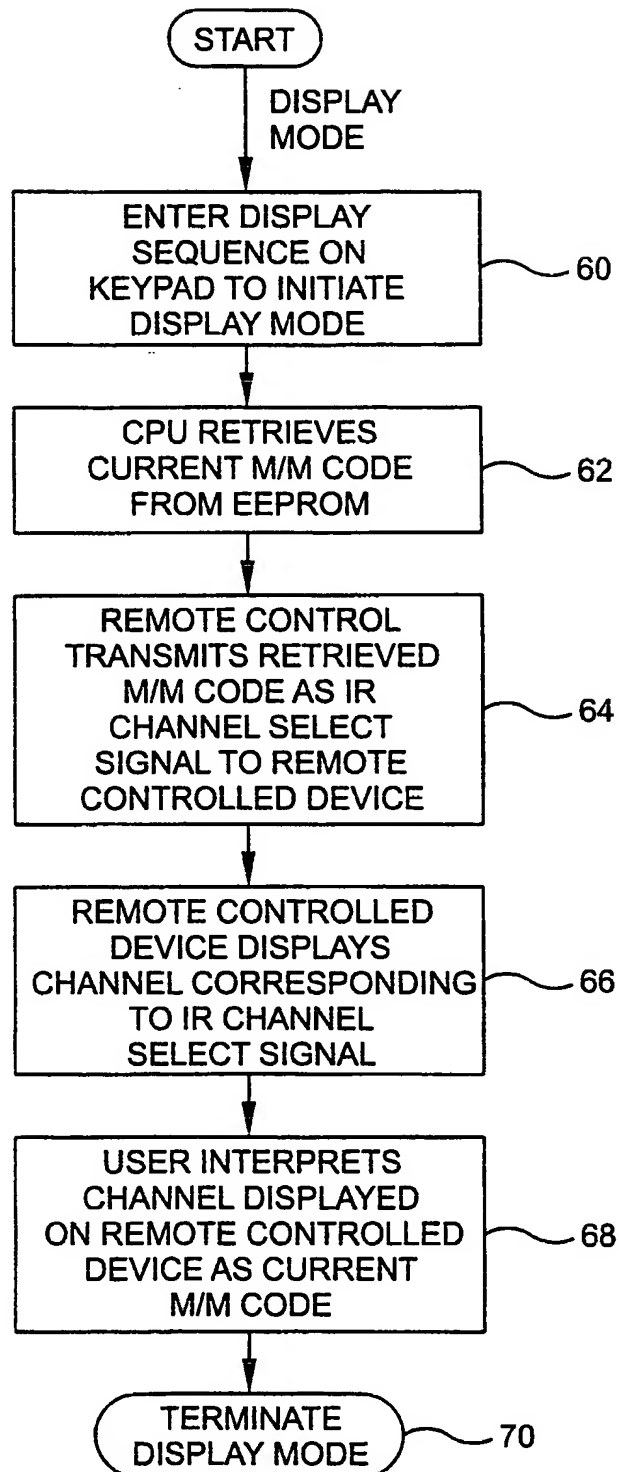 START
DISPLAY
MODE
ENTER DISPLAY
SEQUENCE ON
KEYPAD TO INITIATE
DISPLAY MODE
60
CPU RETRIEVES
CURRENT M/M CODE
FROM EEPROM
62
REMOTE CONTROL
TRANSMITS RETRIEVED
M/M CODE AS IR
CHANNEL SELECT
SIGNAL TO REMOTE
CONTROLLED DEVICE
64
REMOTE CONTROLLED
DEVICE DISPLAYS
CHANNEL CORRESPONDING
TO IR CHANNEL
SELECT SIGNAL
66
USER INTERPRETS
CHANNEL DISPLAYED
ON REMOTE CONTROLLED
DEVICE AS CURRENT
M/M CODE
68
TERMINATE
DISPLAY MODE
70